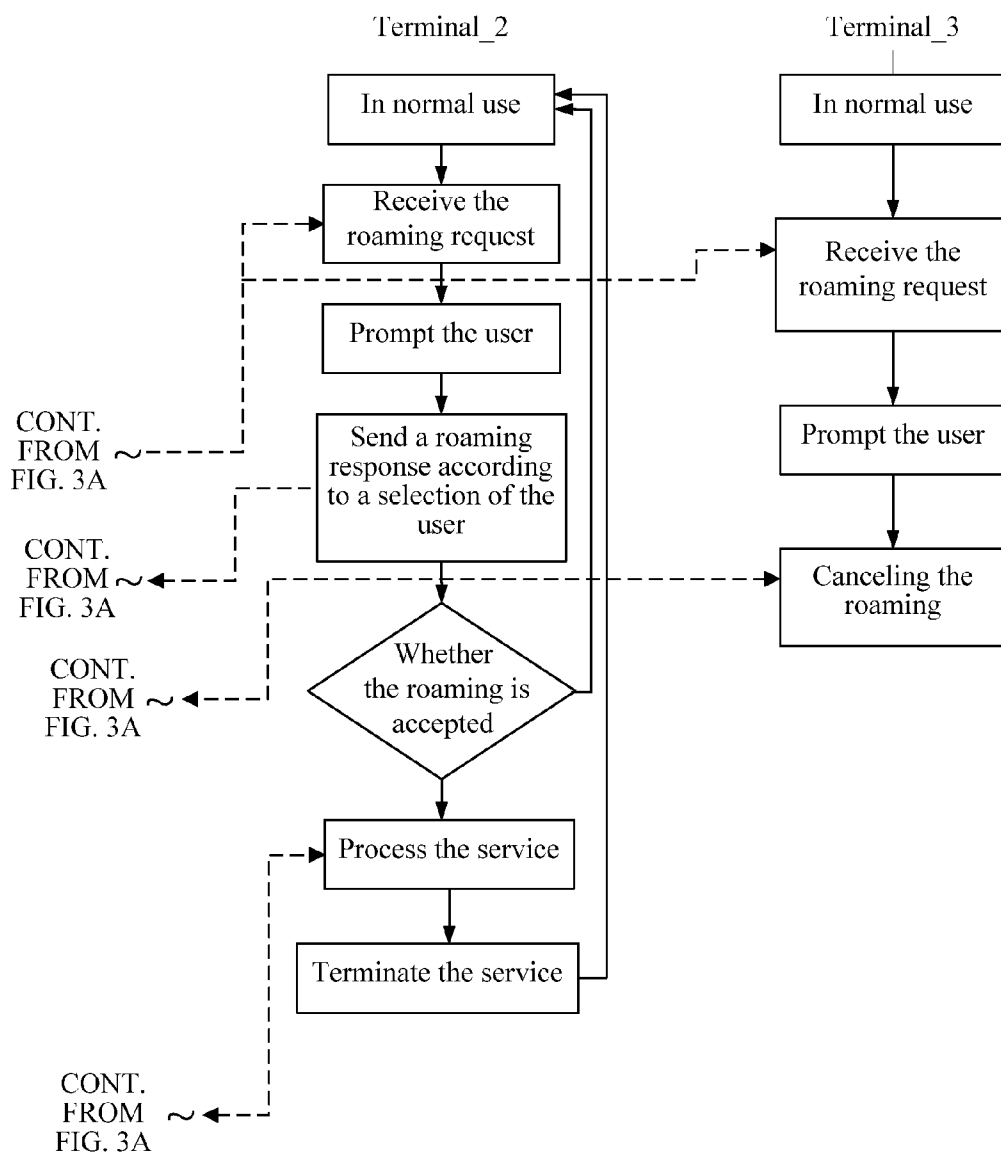 Terminal_2
Terminal_3
In normal use
In normal use
Receive the
roaming request
Receive the
roaming request
Prompt the user
CONT.
FROM
FIG. 3A
Send a roaming
response according
to a selection of the
user
Prompt the user
CONT.
FROM
FIG. 3A
Canceling the
roaming
CONT.
FROM
FIG. 3A
Whether
the roaming is
accepted
Process the service
Terminate the service
CONT.
FROM
FIG. 3A